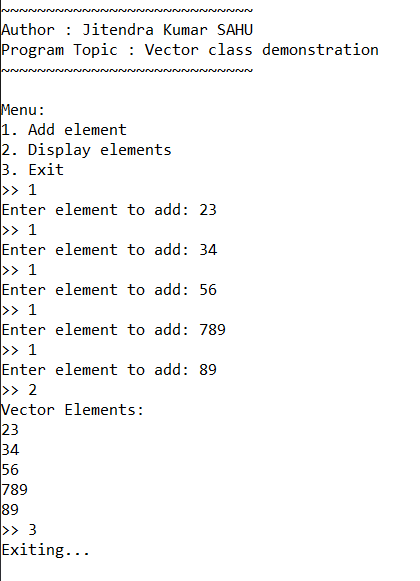 ~~~~~~~~~~~~~~~~~~~~~~~~~~~~
Author : Jitendra Kumar SAHU
Program Topic : Vector class demonstration
~~~~~~~~~~~~~~~~~~~~~~~~~~~~
Menu:
1. Add element
2. Display elements
3. Exit
>> 1
Enter element to add: 23
>> 1
Enter element to add: 34
>> 1
Enter element to add: 56
>> 1
Enter element to add: 789
>> 1
Enter element to add: 89
>> 2
Vector Elements:
23
34
56
789
89
>> 3
Exiting...